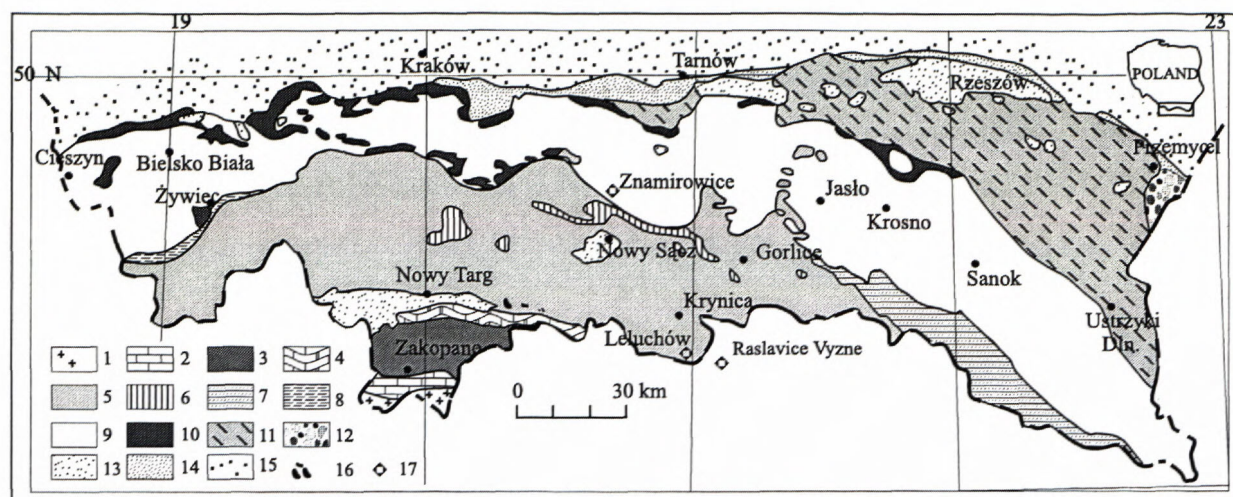 19 23
50 N
Kraków
Tarnów
Rzeszów
POLAND
Cieszyn
Bielsko Biała
Żywiec
Znamirowice
Jasło
Krosno
Przemycel
Nowy Sącz
Gorlice
Sanok
Nowy Targ
Krynica
Ustrzyki
Dln.
Leluchów
Raslavice Vyzne
Zakopane
0 30 km
1 2 3 4
5 6 7 8
9 10 11 12
13 14 15 16 17